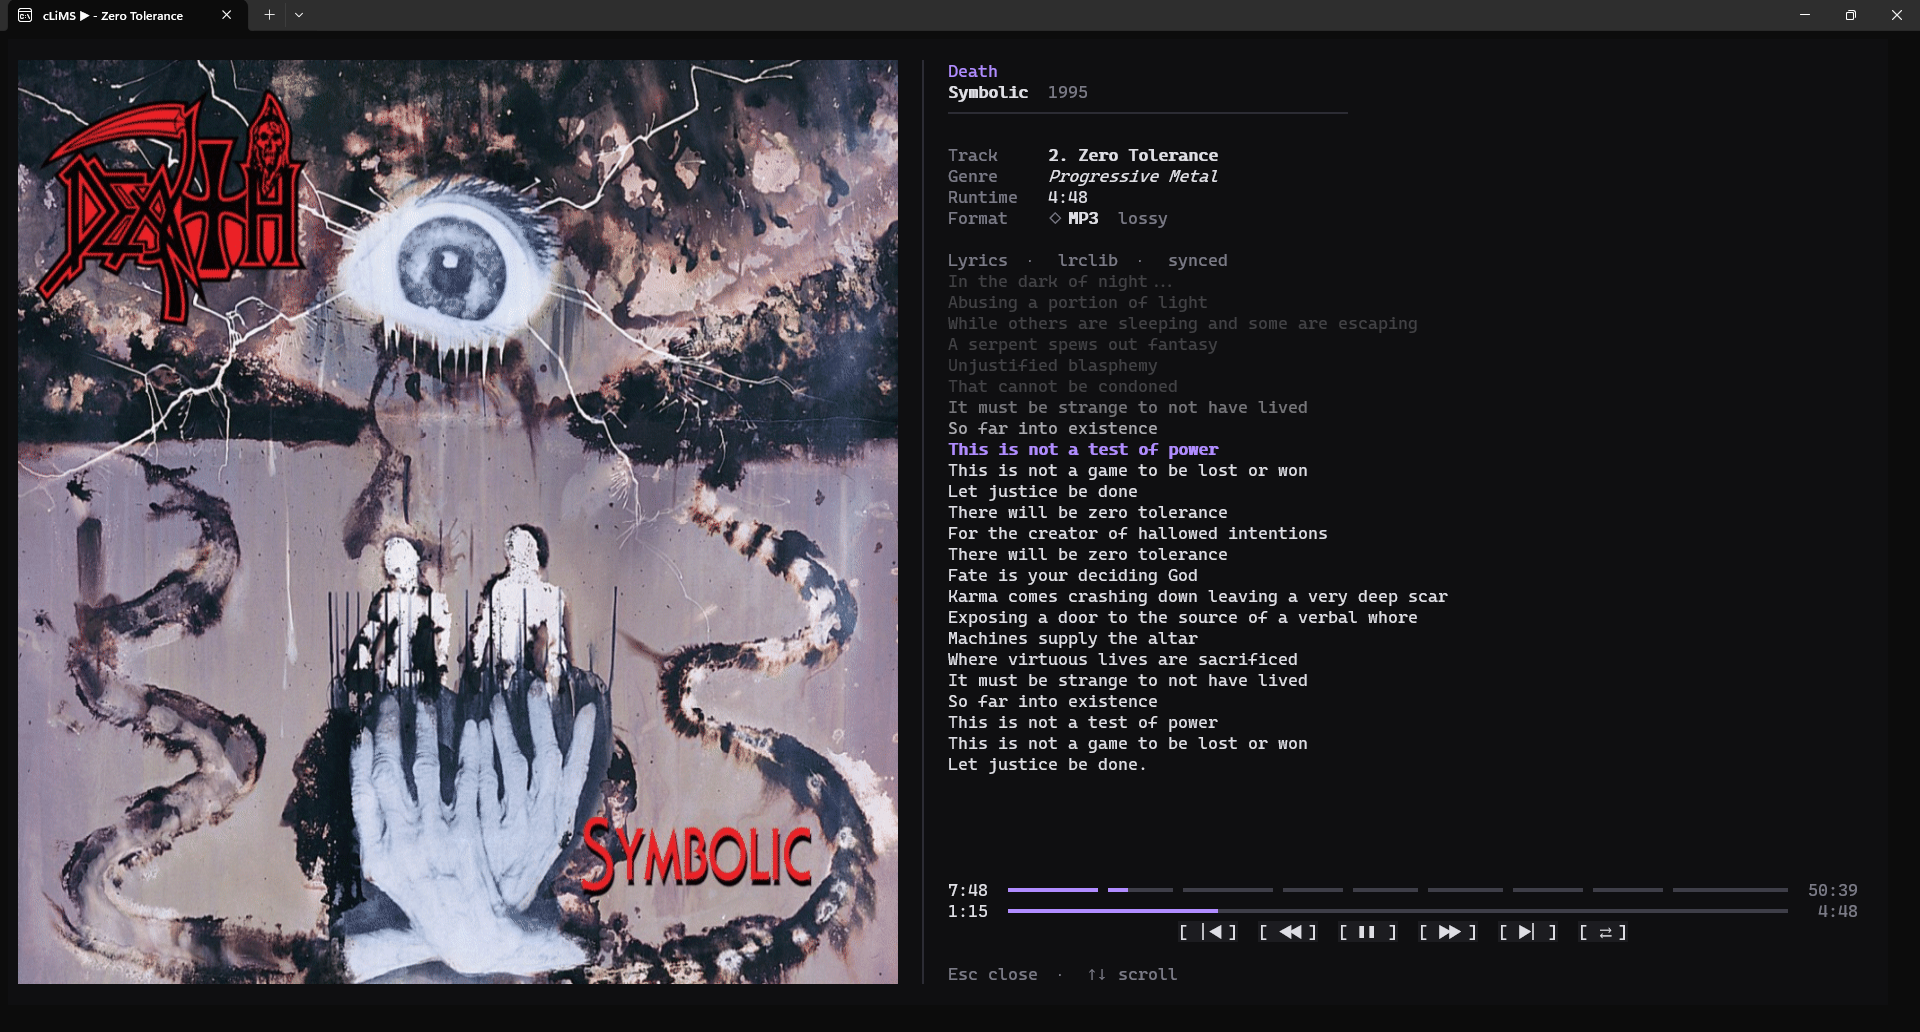 cLiMS ▶ - Zero Tolerance
DEATH
SYMBOLIC
Death
Symbolic 1995
Track 2. Zero Tolerance
Genre Progressive Metal
Runtime 4:48
Format ◇ MP3 lossy
Lyrics · lrclib · synced
In the dark of night...
Abusing a portion of light
While others are sleeping and some are escaping
A serpent spews out fantasy
Unjustified blasphemy
That cannot be condoned
It must be strange to not have lived
So far into existence
This is not a test of power
This is not a game to be lost or won
Let justice be done
There will be zero tolerance
For the creator of hallowed intentions
There will be zero tolerance
Fate is your deciding God
Karma comes crashing down leaving a very deep scar
Exposing a door to the source of a verbal whore
Machines supply the altar
Where virtuous lives are sacrificed
It must be strange to not have lived
So far into existence
This is not a test of power
This is not a game to be lost or won
Let justice be done.
7:48 50:39
1:15 4:48
Esc close · ↑↓ scroll